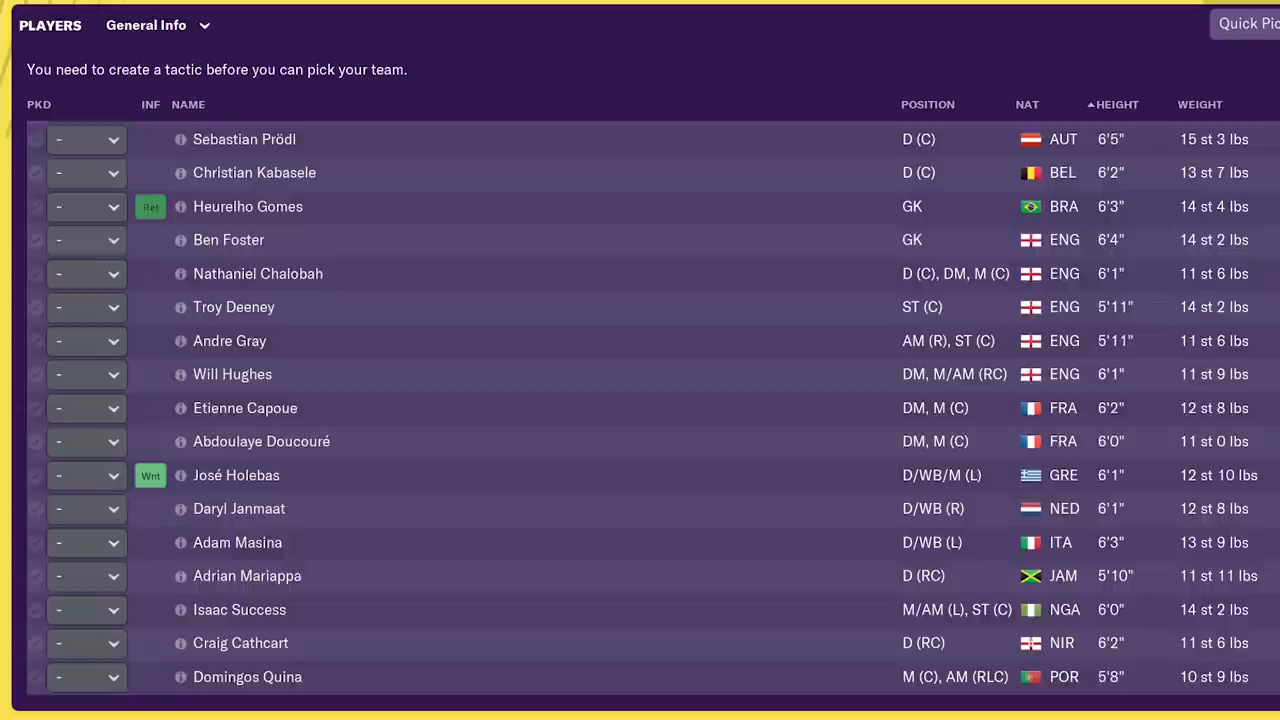 PLAYERS General Info Quick Pic
You need to create a tactic before you can pick your team.
PKD INF NAME POSITION NAT HEIGHT WEIGHT
- Sebastian Prödl D (C) AUT 6'5" 15 st 3 lbs
- Christian Kabasele D (C) BEL 6'2" 13 st 7 lbs
- Ret Heurelho Gomes GK BRA 6'3" 14 st 4 lbs
- Ben Foster GK ENG 6'4" 14 st 2 lbs
- Nathaniel Chalobah D (C), DM, M (C) ENG 6'1" 11 st 6 lbs
- Troy Deeney ST (C) ENG 5'11" 14 st 2 lbs
- Andre Gray AM (R), ST (C) ENG 5'11" 11 st 6 lbs
- Will Hughes DM, M/AM (RC) ENG 6'1" 11 st 9 lbs
- Etienne Capoue DM, M (C) FRA 6'2" 12 st 8 lbs
- Abdoulaye Doucouré DM, M (C) FRA 6'0" 11 st 0 lbs
- Wnt José Holebas D/WB/M (L) GRE 6'1" 12 st 10 lbs
- Daryl Janmaat D/WB (R) NED 6'1" 12 st 8 lbs
- Adam Masina D/WB (L) ITA 6'3" 13 st 9 lbs
- Adrian Mariappa D (RC) JAM 5'10" 11 st 11 lbs
- Isaac Success M/AM (L), ST (C) NGA 6'0" 14 st 2 lbs
- Craig Cathcart D (RC) NIR 6'2" 11 st 6 lbs
- Domingos Quina M (C), AM (RLC) POR 5'8" 10 st 9 lbs